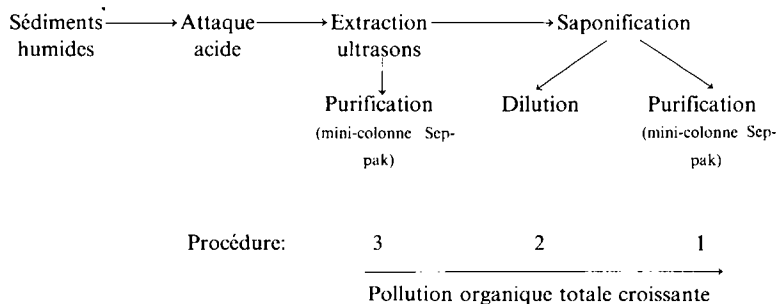 Sédiments Attaque Extraction Saponification
humides acide ultrasons
Purification Dilution Purification
(mini-colonne Sep- (mini-colonne Sep-
pak) pak)
Procédure: 3 2 1
Pollution organique totale croissante